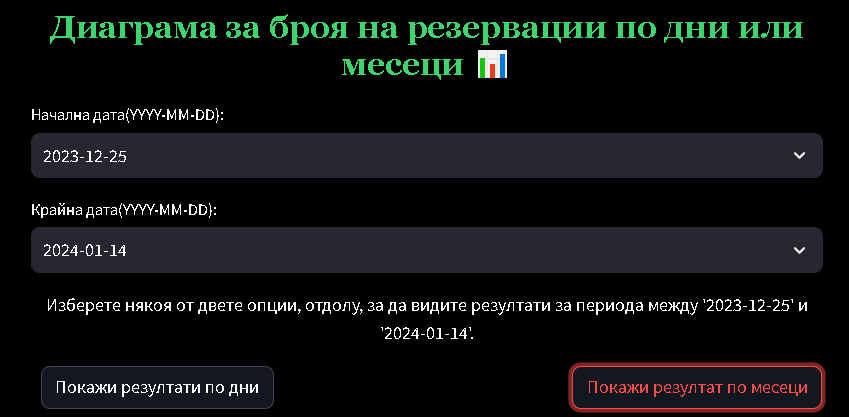 Диаграма за броя на резервации по дни или
месеци 📊
Начална дата(YYYY-MM-DD):
2023-12-25
Крайна дата(YYYY-MM-DD):
2024-01-14
Изберете някоя от двете опции, отдолу, за да видите резултати за периода между '2023-12-25' и
'2024-01-14'.
Покажи резултати по дни
Покажи резултат по месеци